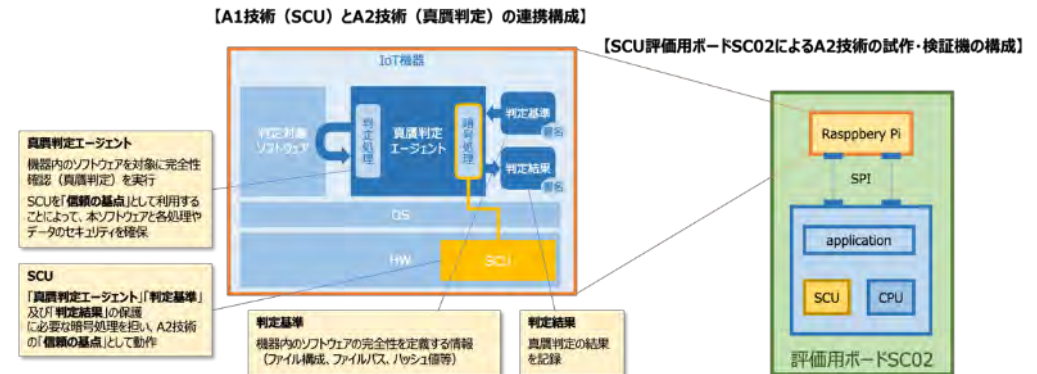 【A1技術（SCU）とA2技術（真贋判定）の連携構成】
【SCU評価用ボードSC02によるA2技術の試作・検証機の構成】
IoT機器
判定対象
ソフトウェア
判定処理
真贋判定
エージェント
暗号処理
判定基準
署名
判定結果
署名
OS
HW
SCU
真贋判定エージェント
機器内のソフトウェアを対象に完全性
確認（真贋判定）を実行
SCUを「信頼の基点」として利用する
ことによって、本ソフトウェアと各処理や
データのセキュリティを確保
SCU
「真贋判定エージェント」「判定基準」
及び「判定結果」の保護
に必要な暗号処理を担い、A2技術
の「信頼の基点」として動作
判定基準
機器内のソフトウェアの完全性を定義する情報
（ファイル構成、ファイルパス、ハッシュ値等）
判定結果
真贋判定の結果
を記録
Rasppbery Pi
SPI
application
SCU
CPU
評価用ボードSC02